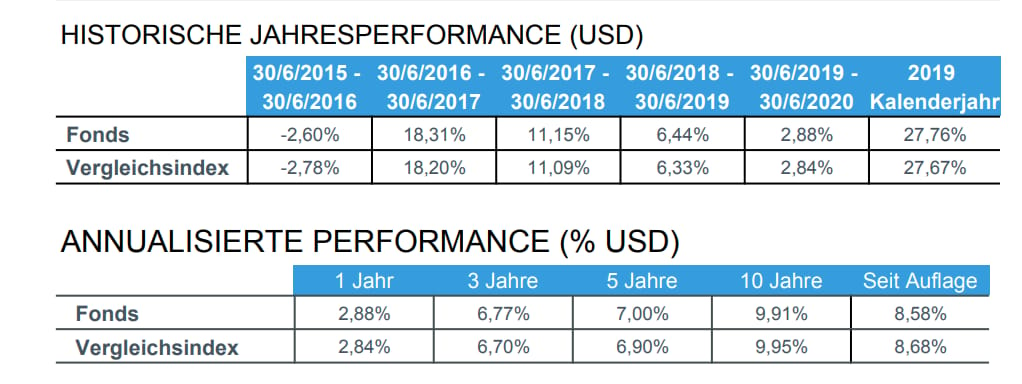 HISTORISCHE JAHRESPERFORMANCE (USD)
30/6/2015 - 30/6/2016 - 30/6/2017 - 30/6/2018 - 30/6/2019 - 2019
30/6/2016 30/6/2017 30/6/2018 30/6/2019 30/6/2020 Kalenderjahr
Fonds -2,60% 18,31% 11,15% 6,44% 2,88% 27,76%
Vergleichsindex -2,78% 18,20% 11,09% 6,33% 2,84% 27,67%
ANNUALISIERTE PERFORMANCE (% USD)
1 Jahr 3 Jahre 5 Jahre 10 Jahre Seit Auflage
Fonds 2,88% 6,77% 7,00% 9,91% 8,58%
Vergleichsindex 2,84% 6,70% 6,90% 9,95% 8,68%